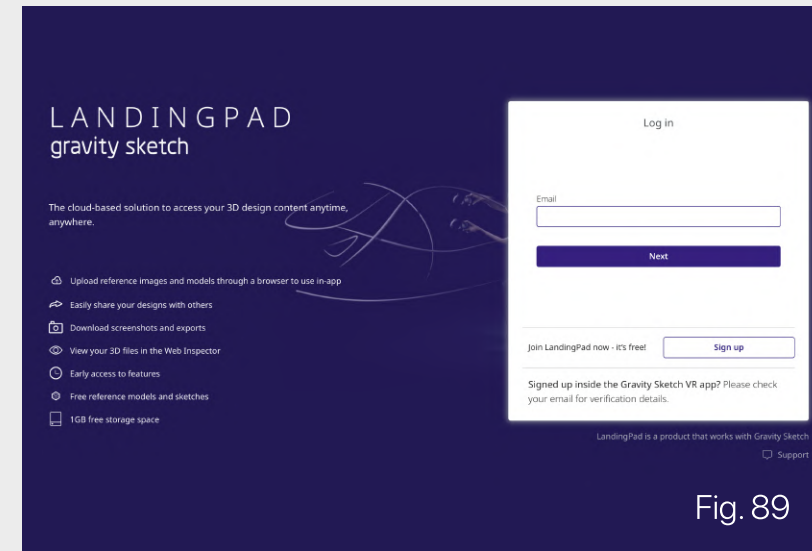 LANDINGPAD
gravity sketch
The cloud-based solution to access your 3D design content anytime,
anywhere.
Upload reference images and models through a browser to use in-app
Easily share your designs with others
Download screenshots and exports
View your 3D files in the Web Inspector
Early access to features
Free reference models and sketches
1GB free storage space
Log in
Email
Next
Join LandingPad now - it's free!
Sign up
Signed up inside the Gravity Sketch VR app? Please check
your email for verification details.
LandingPad is a product that works with Gravity Sketch
Support
Fig. 89